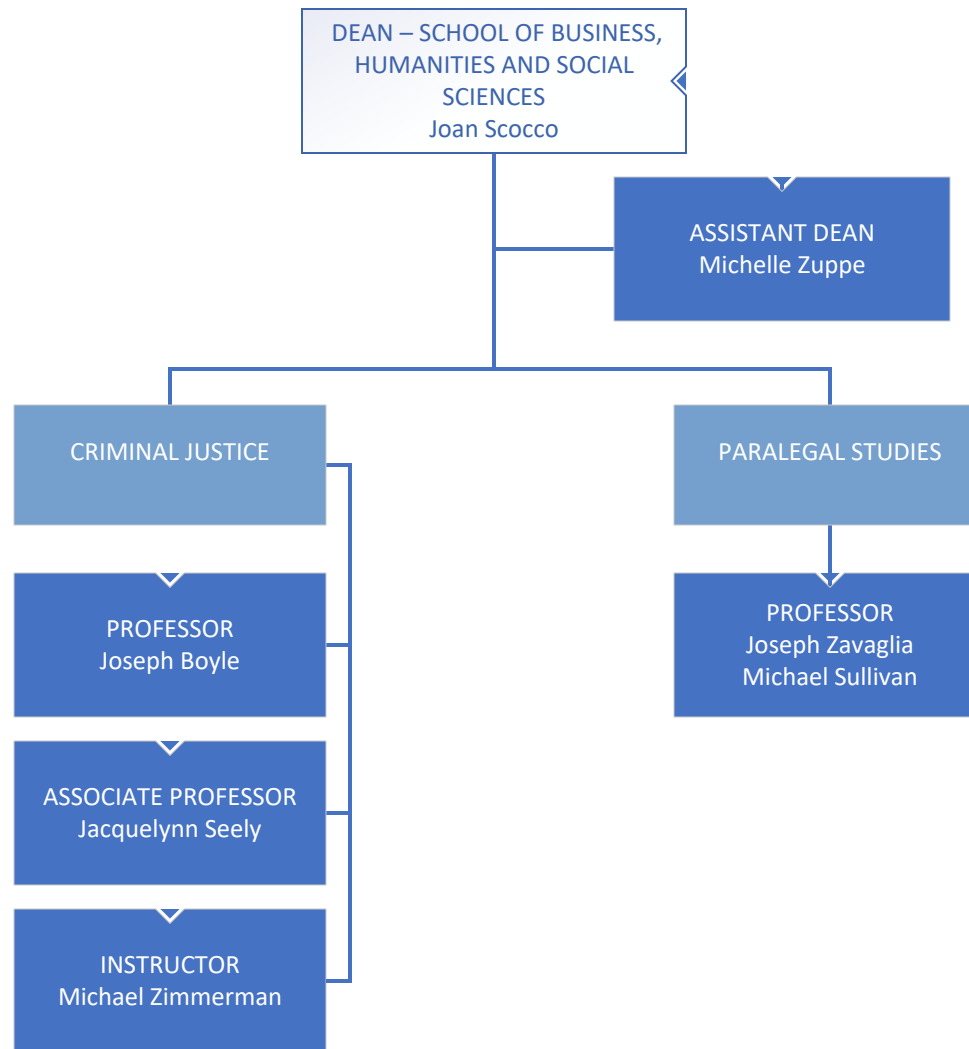 DEAN – SCHOOL OF BUSINESS,
HUMANITIES AND SOCIAL
SCIENCES
Joan Scocco
ASSISTANT DEAN
Michelle Zuppe
CRIMINAL JUSTICE
PARALEGAL STUDIES
PROFESSOR
Joseph Boyle
PROFESSOR
Joseph Zavaglia
Michael Sullivan
ASSOCIATE PROFESSOR
Jacquelynn Seely
INSTRUCTOR
Michael Zimmerman